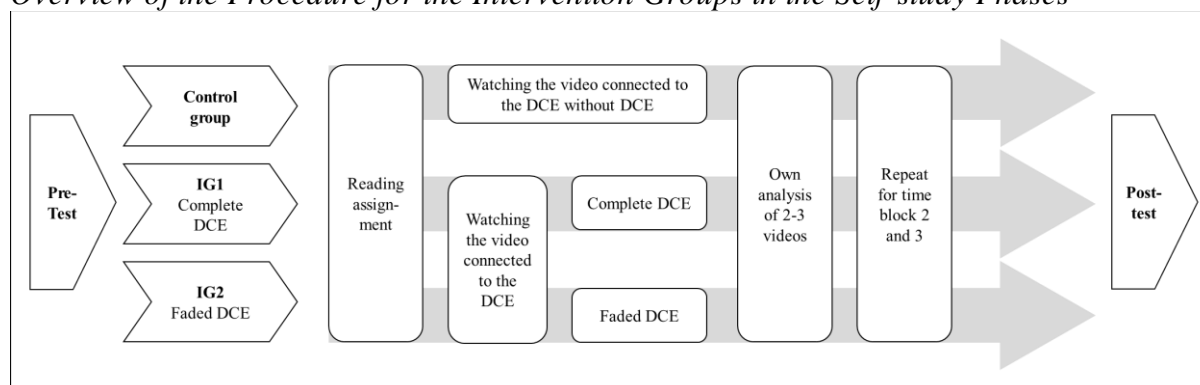 Overview of the Procedure for the Intervention Groups in the Self-study Phases
Pre-
Test
Control
group
IG1
Complete
DCE
IG2
Faded DCE
Reading
assign-
ment
Watching the video connected to
the DCE without DCE
Watching
the video
connected
to the
DCE
Complete DCE
Faded DCE
Own
analysis
of 2-3
videos
Repeat
for time
block 2
and 3
Post-
test